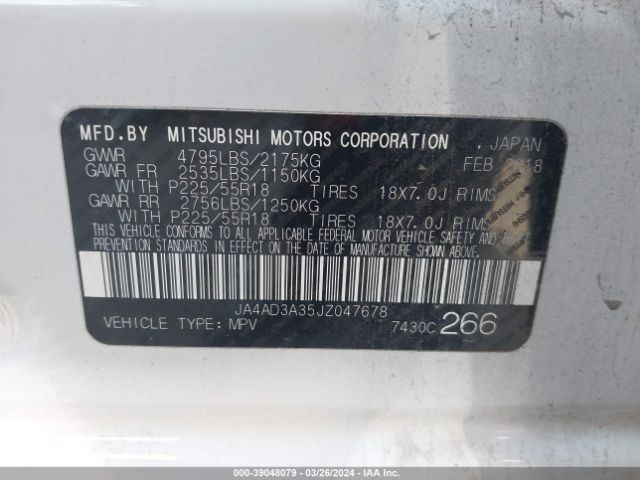 MFD.BY MITSUBISHI MOTORS CORPORATION , JAPAN
GVWR 4795LBS/2175KG FEB 2018
GAWR FR 2535LBS/1150KG
WITH P225/55R18 TIRES 18X7.0J RIMS
GAWR RR 2756LBS/1250KG
WITH P225/55R18 TIRES 18X7.0J RIMS
THIS VEHICLE CONFORMS TO ALL APPLICABLE FEDERAL MOTOR VEHICLE SAFETY AND THEFT
PREVENTION STANDARDS IN EFFECT ON THE DATE OF MANUFACTURE SHOWN ABOVE.
JA4AD3A35JZ047678
VEHICLE TYPE: MPV 7430C 266
000-39048079 - 03/26/2024 - IAA Inc.